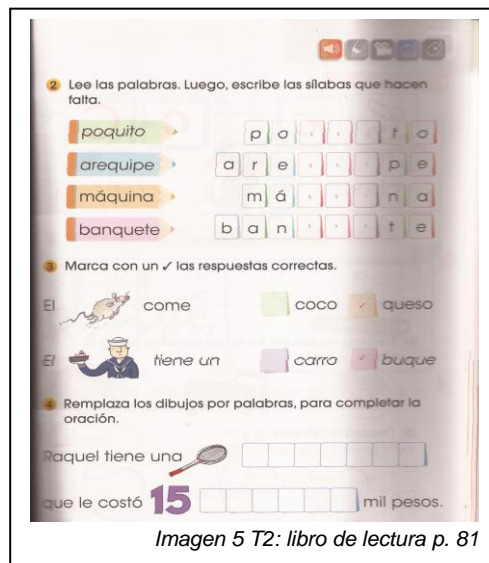 2 Lee las palabras. Luego, escribe las sílabas que hacen
falta.
poquito p o t o
arequipe a r e p e
máquina m á n a
banquete b a n t e
3 Marca con un ✓ las respuestas correctas.
El come coco ✓ queso
El tiene un carro ✓ buque
4 Remplaza los dibujos por palabras, para completar la
oración.
Raquel tiene una
que le costó 15 mil pesos.
Imagen 5 T2: libro de lectura p. 81